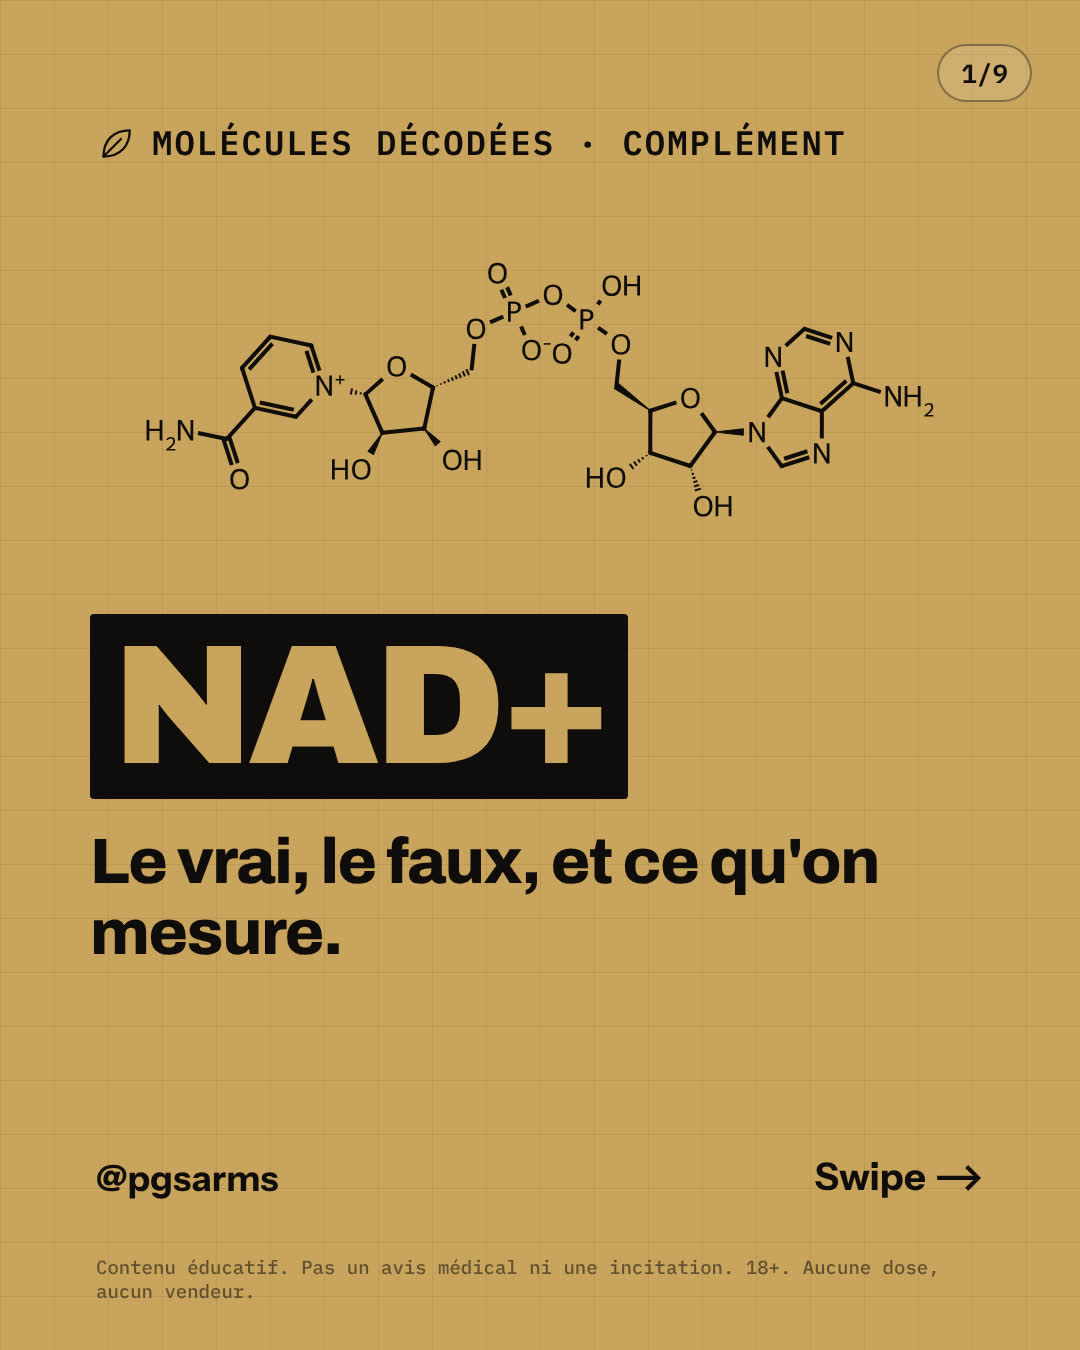 1/9
MOLÉCULES DÉCODÉES · COMPLÉMENT
O
OH
O
P
P
O
O⁻
O
O
N
N
O
N⁺
O
NH₂
H₂N
N
N
HO
OH
O
HO
OH
NAD+
Le vrai, le faux, et ce qu'on
mesure.
@pgsarms
Swipe →
Contenu éducatif. Pas un avis médical ni une incitation. 18+. Aucune dose,
aucun vendeur.